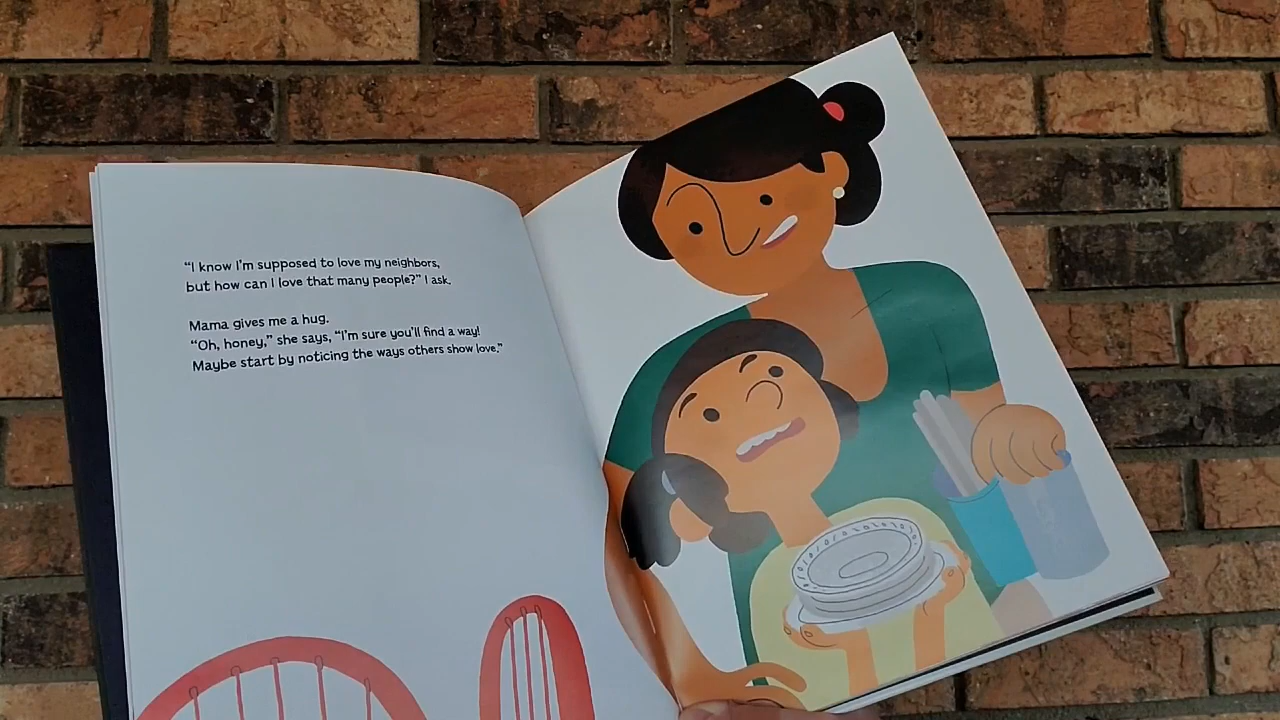 “I know I’m supposed to love my neighbors,
but how can I love that many people?” I ask.
Mama gives me a hug.
“Oh, honey,” she says, “I’m sure you’ll find a way!
Maybe start by noticing the ways others show love.”